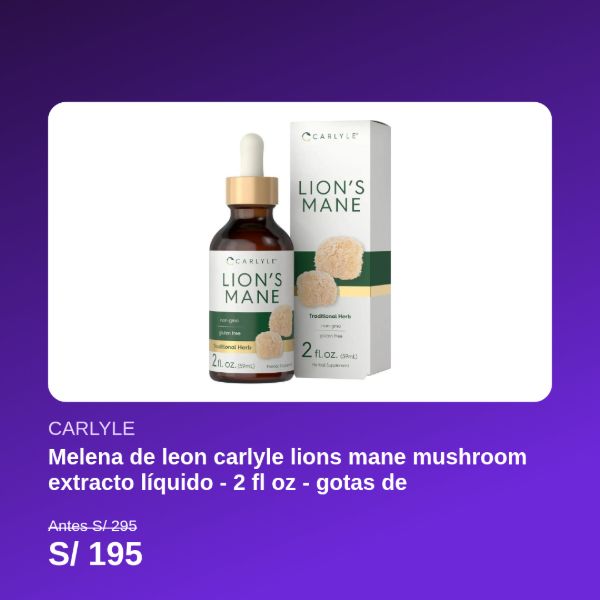 CARLYLE
LION'S
MANE
Traditional Herb
non-gmo
gluten free
2 fl. oz. (59mL)
Herbal Supplement
CARLYLE
LION'S
MANE
non-gmo
gluten free
Traditional Herb
2 fl. oz. (59mL)
CARLYLE
Melena de leon carlyle lions mane mushroom
extracto líquido - 2 fl oz - gotas de
Antes S/ 295
S/ 195